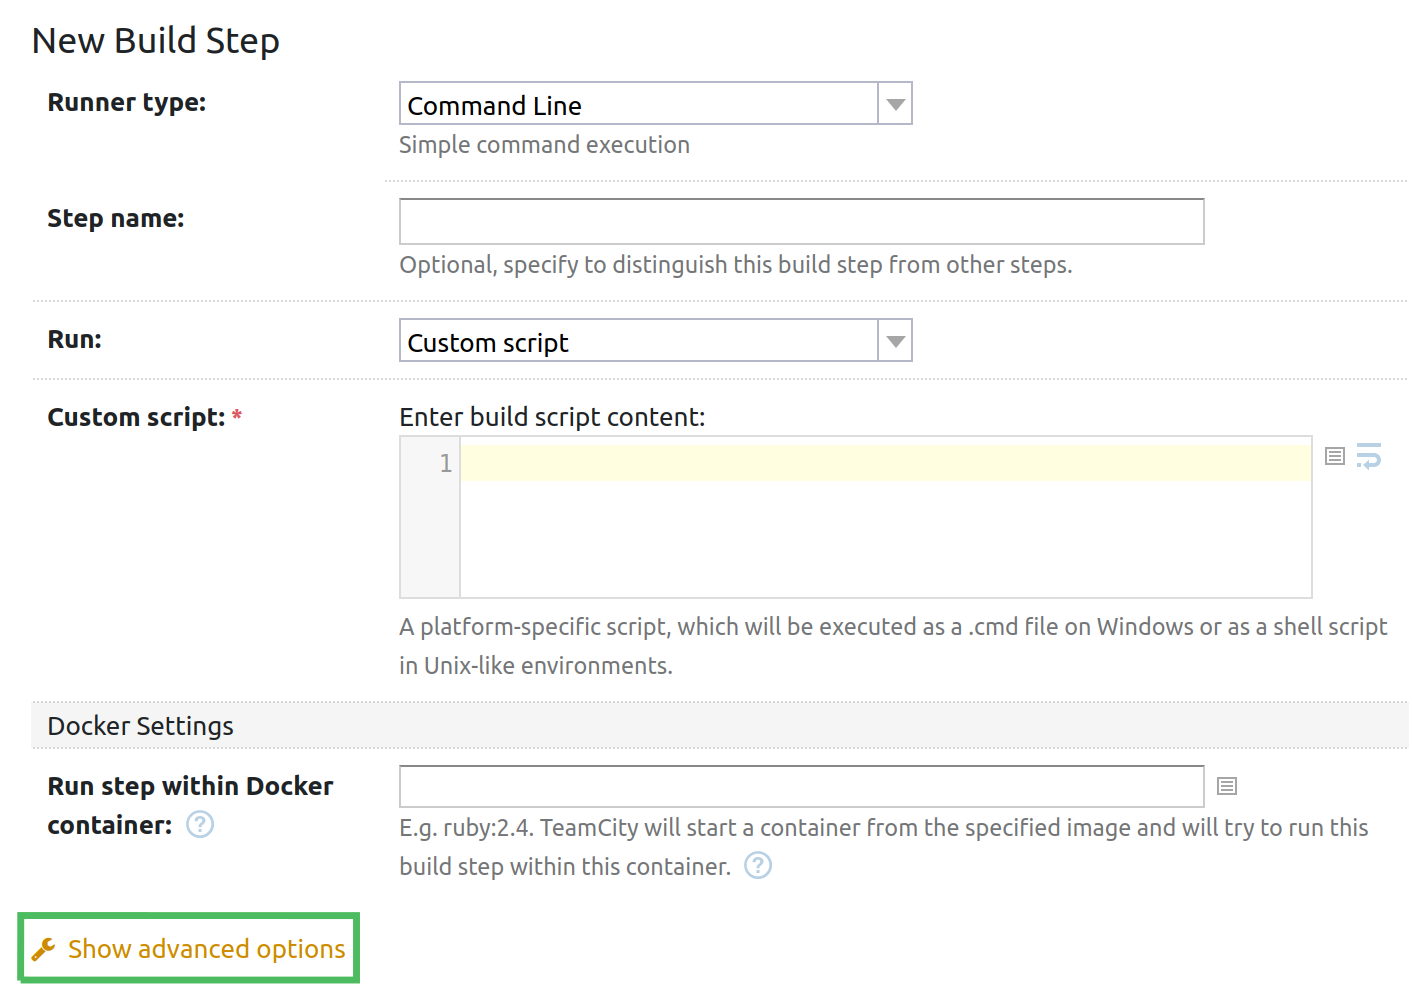 New Build Step
Runner type:
Command Line
Simple command execution
Step name:
Optional, specify to distinguish this build step from other steps.
Run:
Custom script
Custom script: *
Enter build script content:
1
A platform-specific script, which will be executed as a .cmd file on Windows or as a shell script
in Unix-like environments.
Docker Settings
Run step within Docker
container: ?
E.g. ruby:2.4. TeamCity will start a container from the specified image and will try to run this
build step within this container. ?
Show advanced options